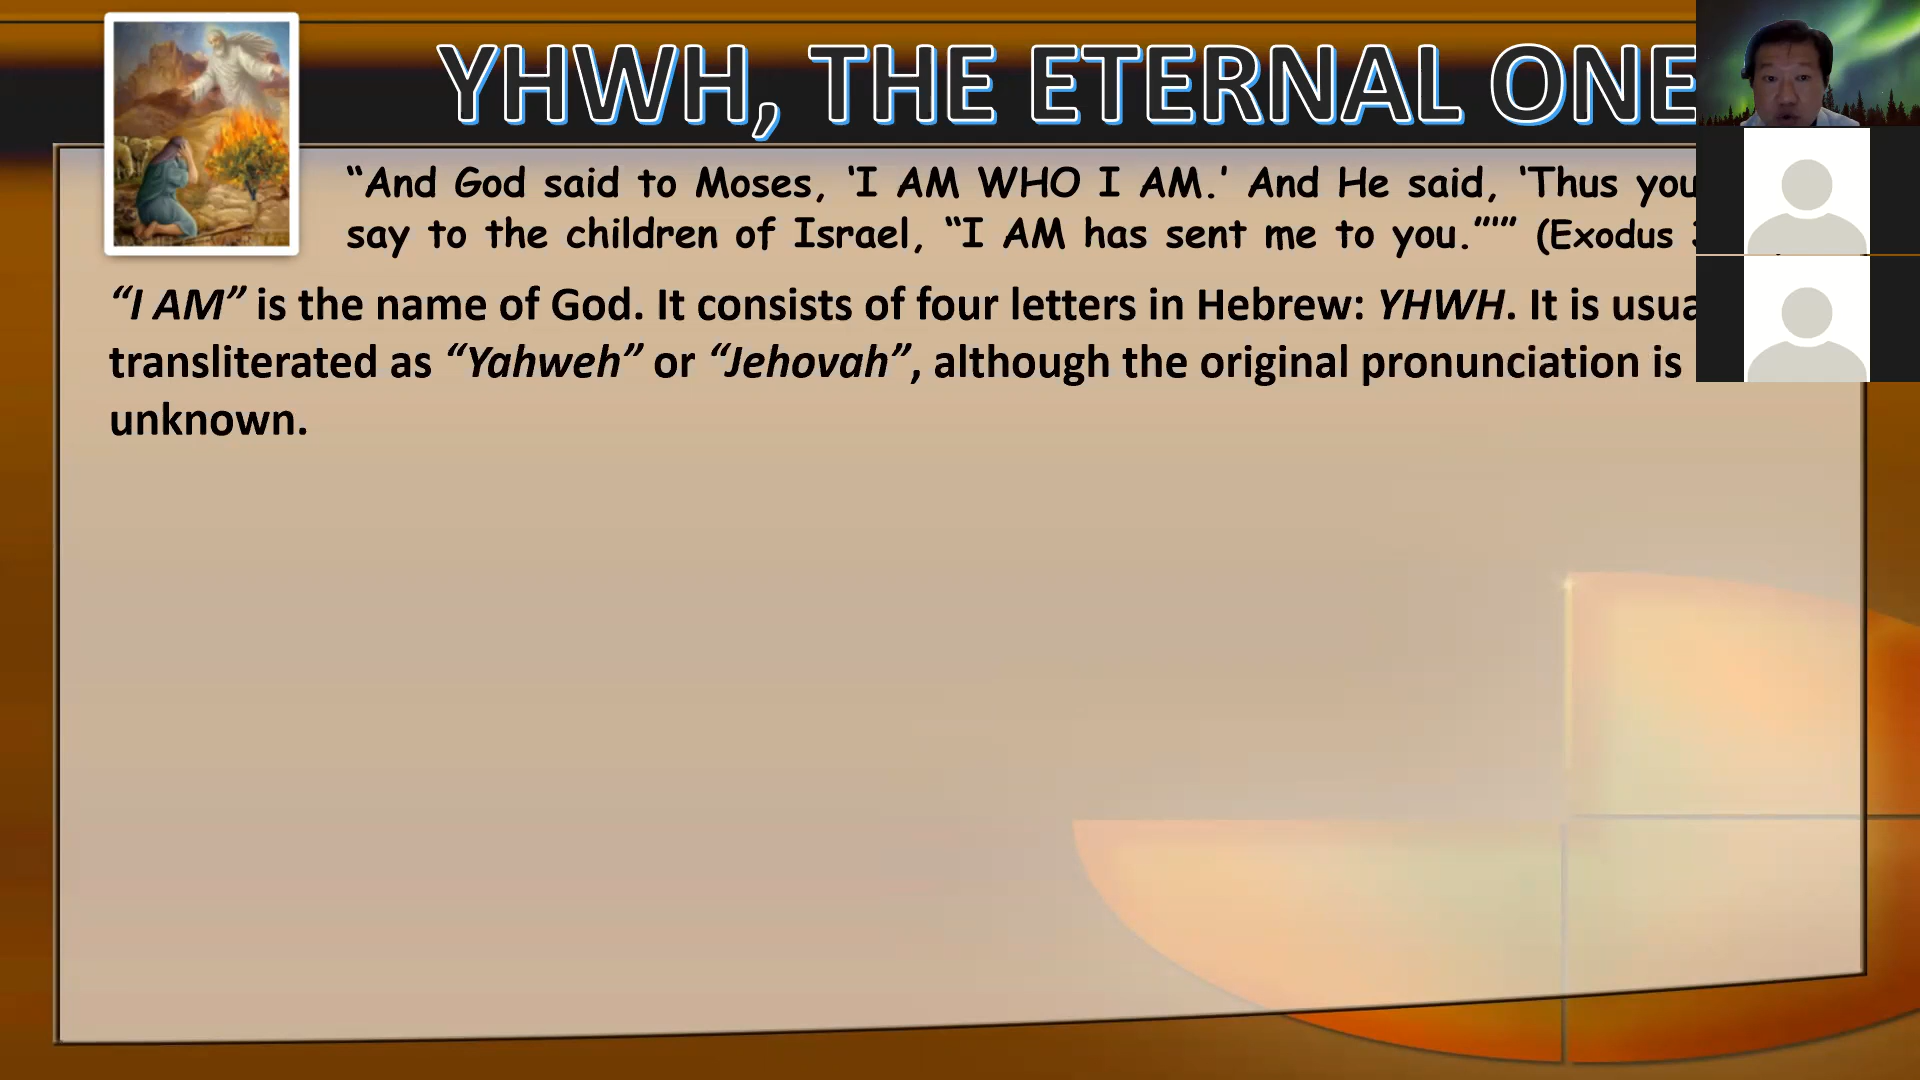 YHWH, THE ETERNAL ONE
“And God said to Moses, ‘I AM WHO I AM.’ And He said, ‘Thus you
say to the children of Israel, “I AM has sent me to you.”’” (Exodus
“I AM” is the name of God. It consists of four letters in Hebrew: YHWH. It is
transliterated as “Yahweh” or “Jehovah”, although the original pronunciation is
unknown.